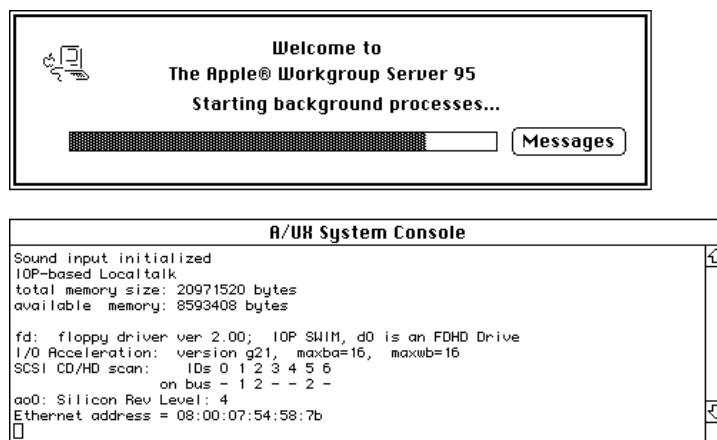 Welcome to
The Apple® Workgroup Server 95
Starting background processes...
Messages
A/UX System Console
Sound input initialized
IOP-based Localtalk
total memory size: 20971520 bytes
available  memory: 8593408 bytes
fd:  floppy driver ver 2.00;  IOP SWIM, d0 is an FDHD Drive
I/O Acceleration:  version g21,  maxba=16,  maxwb=16
SCSI CD/HD scan:    IDs 0 1 2 3 4 5 6
on bus - 1 2 - - 2 -
ao0: Silicon Rev Level: 4
Ethernet address = 08:00:07:54:58:7b